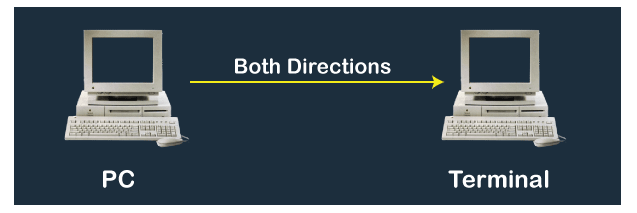 Both Directions
PC
Terminal